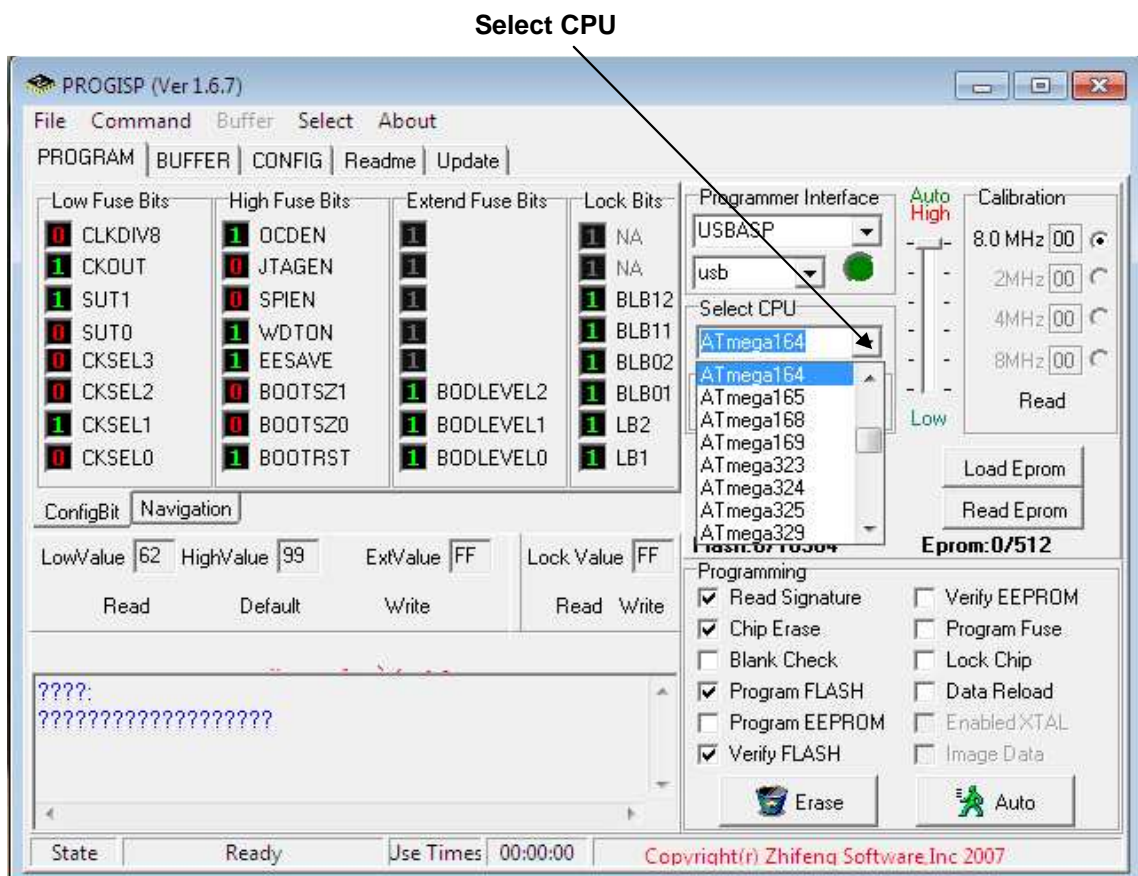 Select CPU
PROGISP (Ver 1.6.7)
File Command Buffer Select About
PROGRAM BUFFER CONFIG Readme Update
Low Fuse Bits
0 CLKDIV8
1 CKOUT
1 SUT1
0 SUT0
0 CKSEL3
0 CKSEL2
1 CKSEL1
0 CKSEL0
High Fuse Bits
1 OCDEN
0 JTAGEN
0 SPIEN
1 WDTON
1 EESAVE
0 BOOTSZ1
0 BOOTSZ0
1 BOOTRST
Extend Fuse Bits
1
1
1
1
1
1 BODLEVEL2
1 BODLEVEL1
1 BODLEVEL0
Lock Bits
1 NA
1 NA
1 BLB12
1 BLB11
1 BLB02
1 BLB01
1 LB2
1 LB1
ConfigBit Navigation
LowValue 62 HighValue 99 ExtValue FF Lock Value FF
Read Default Write Read Write
????:
???????????????????
Programmer Interface
USBASP
usb
Select CPU
ATmega164
ATmega164
ATmega165
ATmega168
ATmega169
ATmega323
ATmega324
ATmega325
ATmega329
Auto
High
Low
Calibration
8.0 MHz 00
2MHz 00
4MHz 00
8MHz 00
Read
Load Eprom
Read Eprom
Flash:0/16384 Eprom:0/512
Programming
Read Signature
Chip Erase
Blank Check
Program FLASH
Program EEPROM
Verify FLASH
Verify EEPROM
Program Fuse
Lock Chip
Data Reload
Enabled XTAL
Image Data
Erase Auto
State Ready Use Times 00:00:00 Copyright(r) Zhifeng Software,Inc 2007